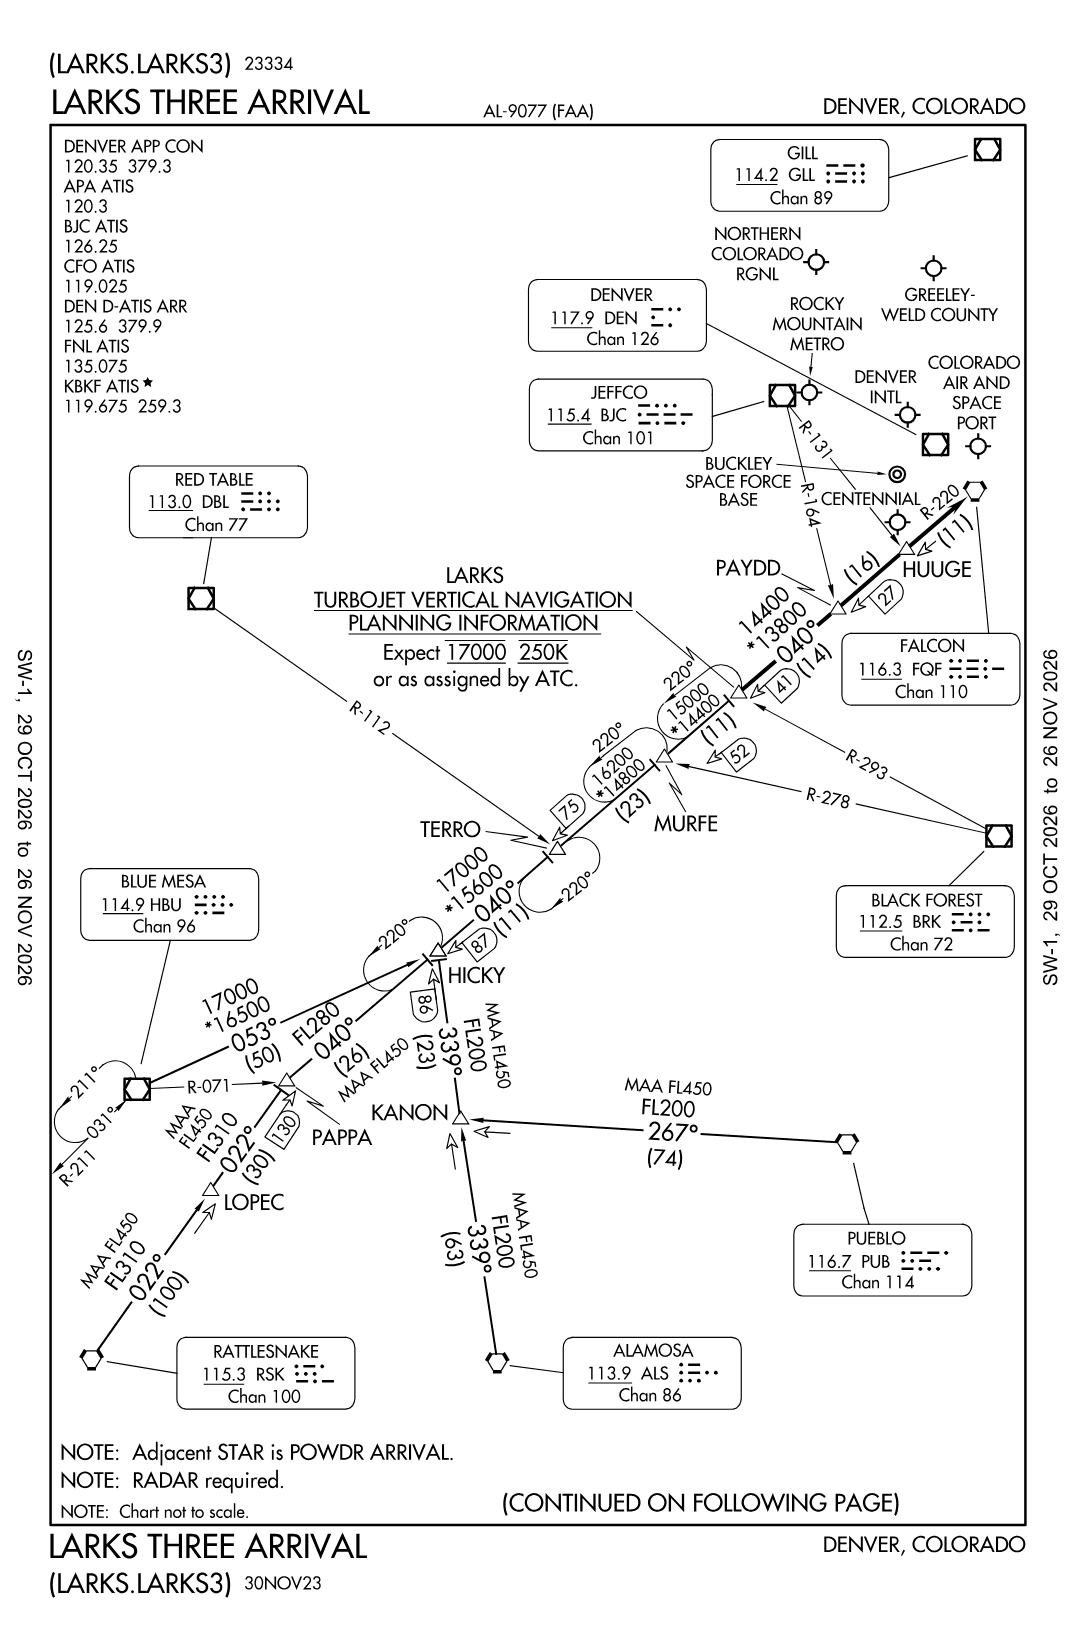 (LARKS.LARKS3) 23334
LARKS THREE ARRIVAL
AL-9077 (FAA)
DENVER, COLORADO
DENVER APP CON
120.35 379.3
APA ATIS
120.3
BJC ATIS
126.25
CFO ATIS
119.025
DEN D-ATIS ARR
125.6 379.9
FNL ATIS
135.075
KBKF ATIS
119.675 259.3
GILL
114.2 GLL
Chan 89
NORTHERN
COLORADO
RGNL
GREELEY-
WELD COUNTY
DENVER
117.9 DEN
Chan 126
ROCKY
MOUNTAIN
METRO
DENVER
INTL
COLORADO
AIR AND
SPACE
PORT
JEFFCO
115.4 BJC
Chan 101
R-131
R-164
BUCKLEY
SPACE FORCE
BASE
CENTENNIAL
R-220
(11)
HUUGE
(16)
27
PAYDD
RED TABLE
113.0 DBL
Chan 77
R-112
LARKS
TURBOJET VERTICAL NAVIGATION
PLANNING INFORMATION
Expect 17000 250K
or as assigned by ATC.
14400
*13800
040°
(14)
41
FALCON
116.3 FQF
Chan 110
220°
15000
*14400
(11)
52
R-293
R-278
220°
16200
*14800
(23)
MURFE
75
TERRO
220°
17000
*15600
040°
(11)
87
BLACK FOREST
112.5 BRK
Chan 72
BLUE MESA
114.9 HBU
Chan 96
220°
HICKY
86
17000
*16500
053°
(50)
FL280
040°
(26)
MAA FL450
MAA FL450
FL200
339°
(23)
211°
031°
R-211
R-071
130
PAPPA
MAA
FL450
FL310
022°
(30)
LOPEC
KANON
MAA FL450
FL200
267°
(74)
MAA FL450
FL310
022°
(100)
MAA FL450
FL200
339°
(63)
PUEBLO
116.7 PUB
Chan 114
RATTLESNAKE
115.3 RSK
Chan 100
ALAMOSA
113.9 ALS
Chan 86
NOTE: Adjacent STAR is POWDR ARRIVAL.
NOTE: RADAR required.
NOTE: Chart not to scale.
(CONTINUED ON FOLLOWING PAGE)
LARKS THREE ARRIVAL
(LARKS.LARKS3) 30NOV23
DENVER, COLORADO
SW-1, 29 OCT 2026 to 26 NOV 2026
SW-1, 29 OCT 2026 to 26 NOV 2026